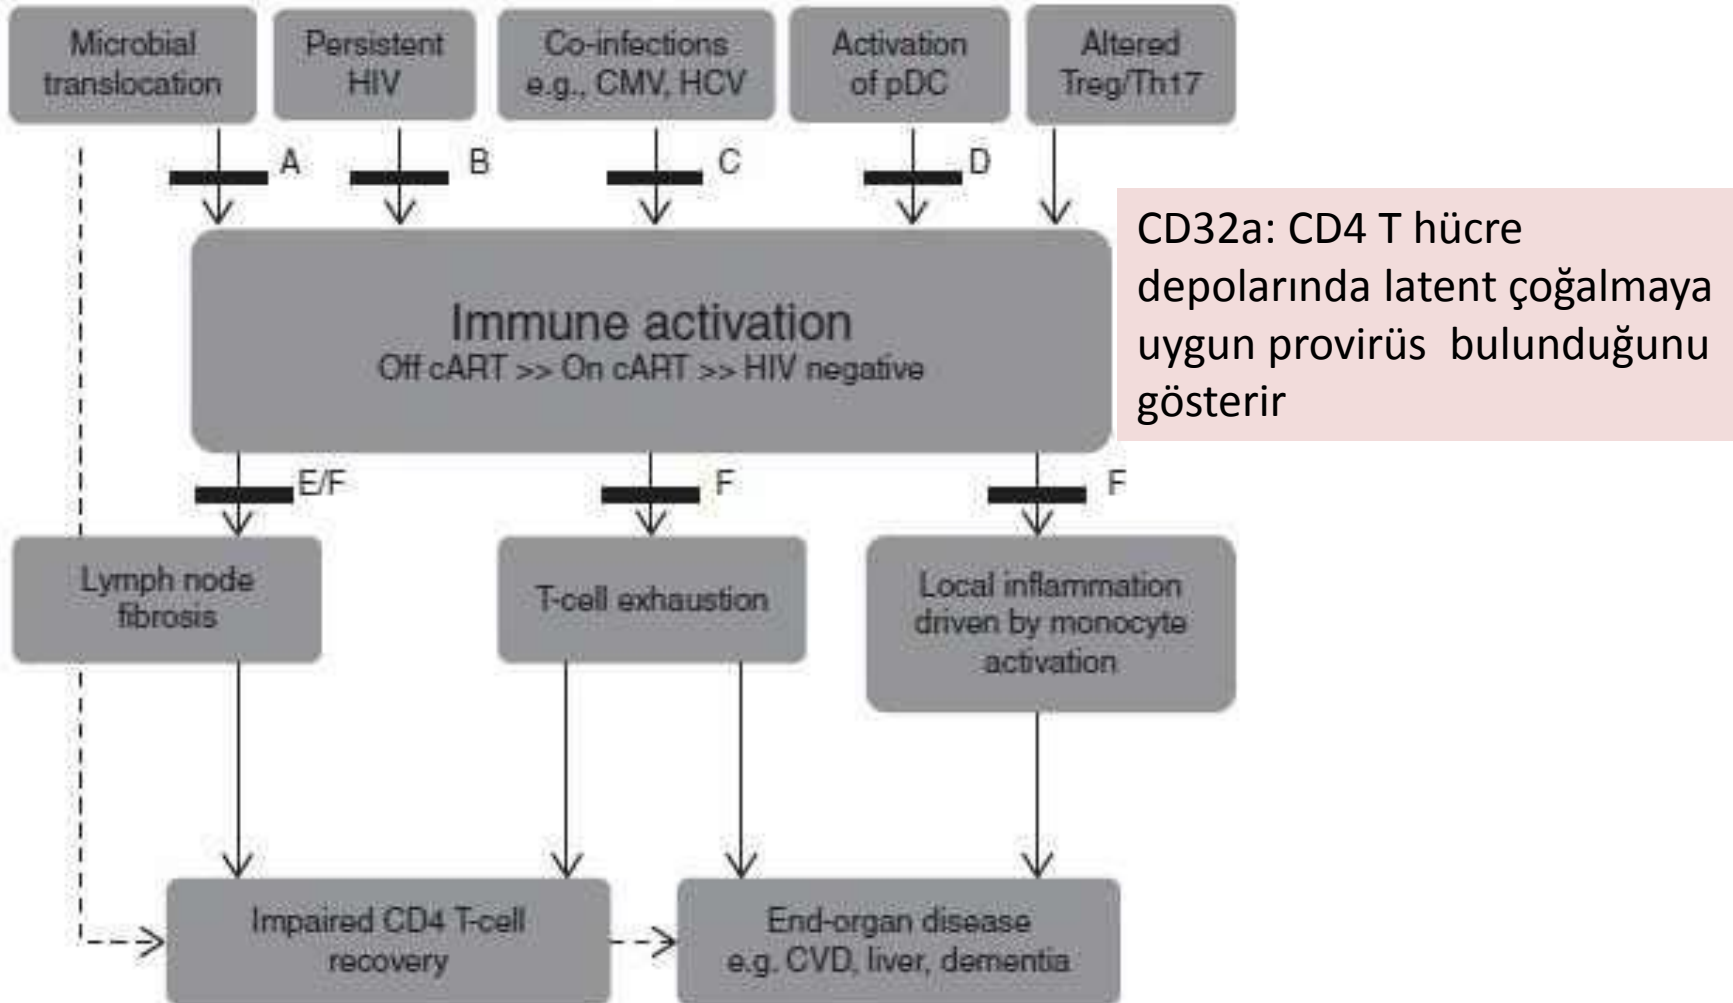 Microbial
translocation
Persistent
HIV
Co-infections
e.g., CMV, HCV
Activation
of pDC
Altered
Treg/Th17
A
B
C
D
Immune activation
Off cART >> On cART >> HIV negative
CD32a: CD4 T hücre
depolarında latent çoğalmaya
uygun provirüs bulunduğunu
gösterir
E/F
F
F
Lymph node
fibrosis
T-cell exhaustion
Local inflammation
driven by monocyte
activation
Impaired CD4 T-cell
recovery
End-organ disease
e.g. CVD, liver, dementia